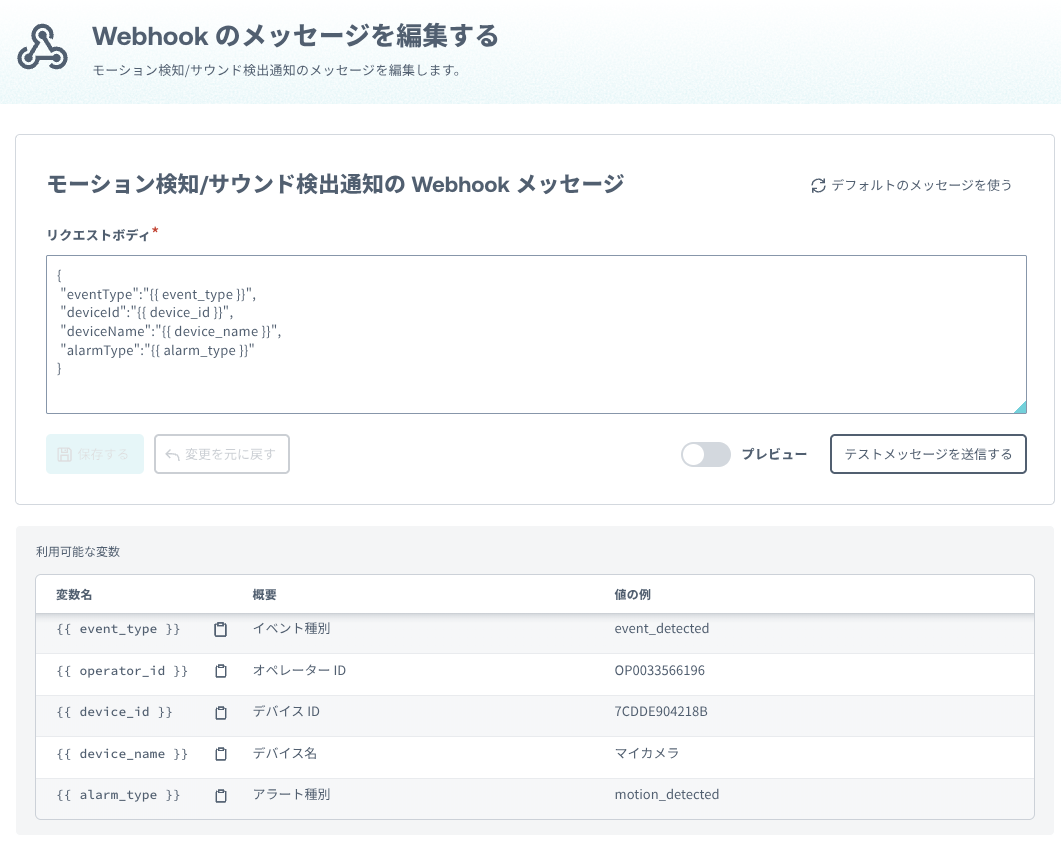 Webhook のメッセージを編集する
モーション検知/サウンド検出通知のメッセージを編集します。
モーション検知/サウンド検出通知の Webhook メッセージ
デフォルトのメッセージを使う
リクエストボディ*
{
"eventType":"{{ event_type }}",
"deviceId":"{{ device_id }}",
"deviceName":"{{ device_name }}",
"alarmType":"{{ alarm_type }}"
}
保存する
変更を元に戻す
プレビュー
テストメッセージを送信する
利用可能な変数
変数名 概要 値の例
{{ event_type }} イベント種別 event_detected
{{ operator_id }} オペレーター ID OP0033566196
{{ device_id }} デバイス ID 7CDDE904218B
{{ device_name }} デバイス名 マイカメラ
{{ alarm_type }} アラート種別 motion_detected